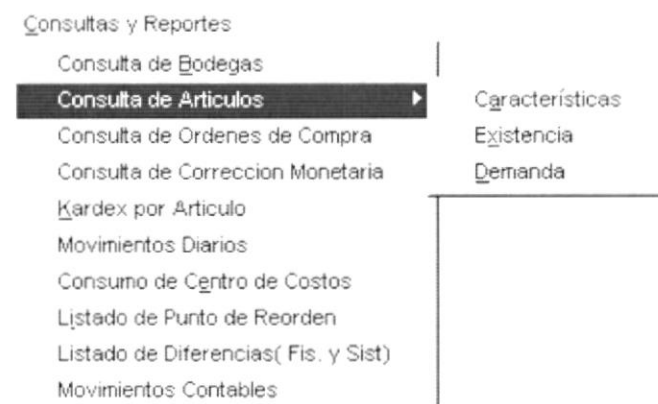 Consultas y Reportes
Consulta de Bodegas
Consulta de Articulos
Características
Consulta de Ordenes de Compra
Existencia
Consulta de Correccion Monetaria
Demanda
Kardex por Articulo
Movimientos Diarios
Consumo de Centro de Costos
Listado de Punto de Reorden
Listado de Diferencias( Fis. y Sist)
Movimientos Contables